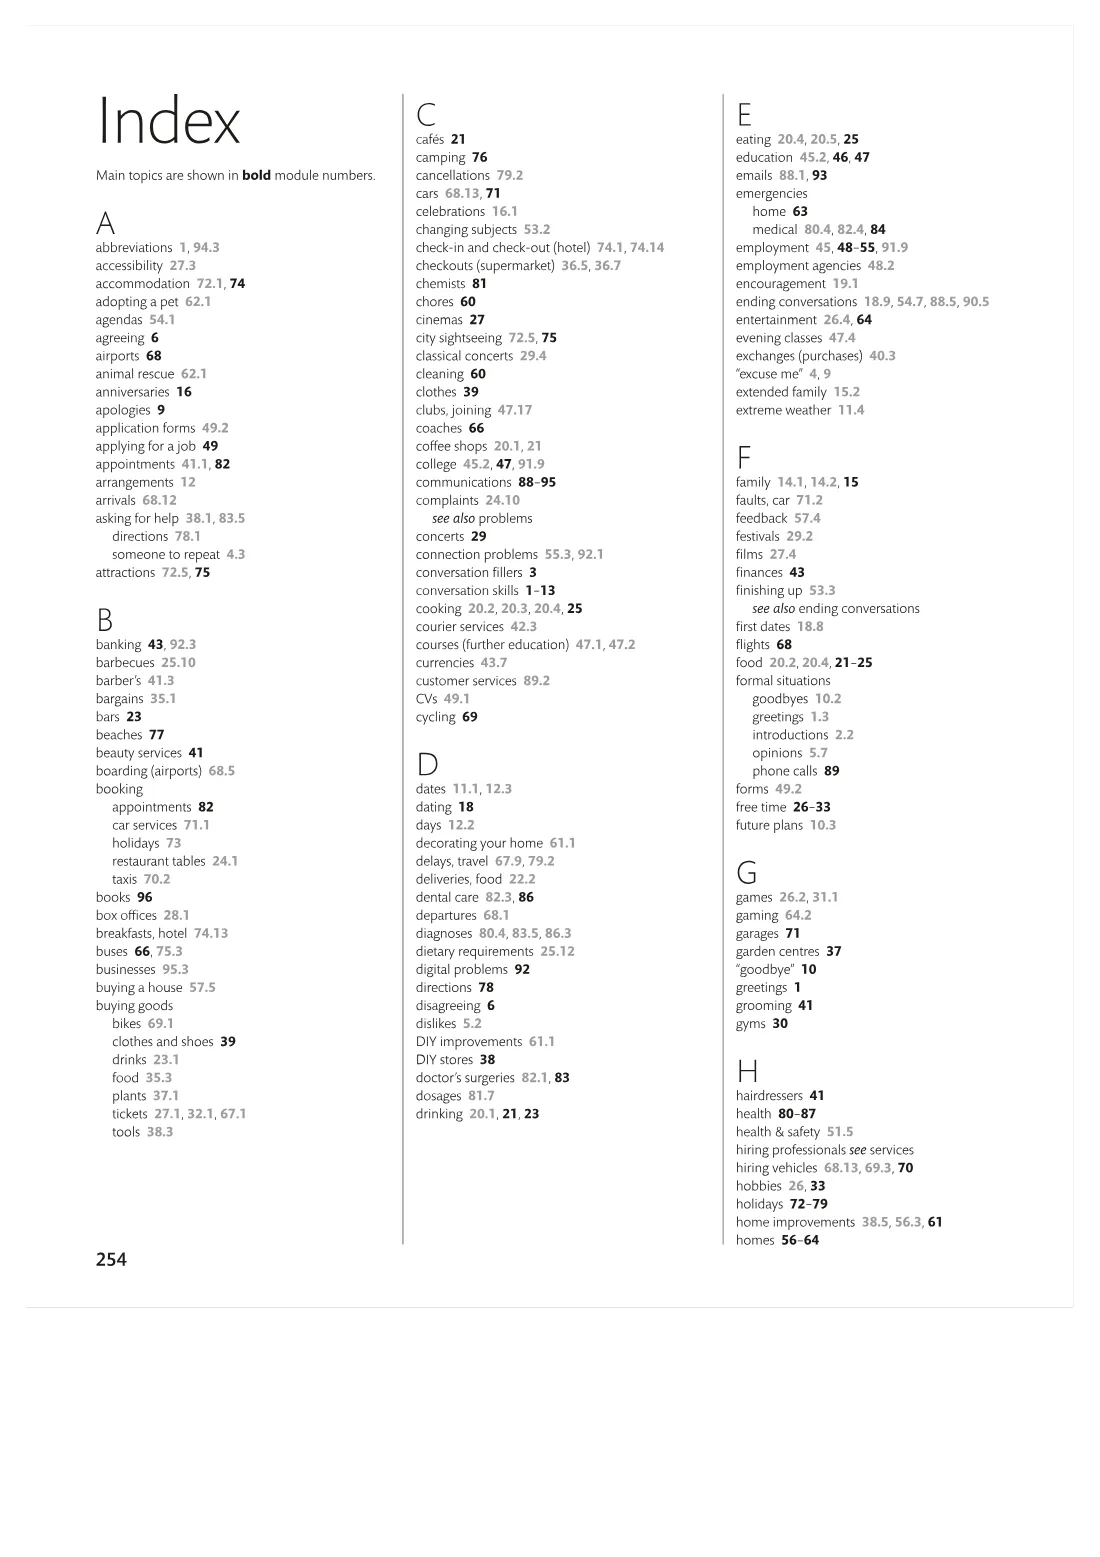 Index
Main topics are shown in bold module numbers.
A
abbreviations 1, 94.3
accessibility 27.3
accommodation 72.1, 74
adopting a pet 62.1
agendas 54.1
agreeing 6
airports 68
animal rescue 62.1
anniversaries 16
apologies 9
application forms 49.2
applying for a job 49
appointments 41.1, 82
arrangements 12
arrivals 68.12
asking for help 38.1, 83.5
directions 78.1
someone to repeat 4.3
attractions 72.5, 75
B
banking 43, 92.3
barbecues 25.10
barber’s 41.3
bargains 35.1
bars 23
beaches 77
beauty services 41
boarding (airports) 68.5
booking
appointments 82
car services 71.1
holidays 73
restaurant tables 24.1
taxis 70.2
books 96
box offices 28.1
breakfasts, hotel 74.13
buses 66, 75.3
businesses 95.3
buying a house 57.5
buying goods
bikes 69.1
clothes and shoes 39
drinks 23.1
food 35.3
plants 37.1
tickets 27.1, 32.1, 67.1
tools 38.3
C
cafés 21
camping 76
cancellations 79.2
cars 68.13, 71
celebrations 16.1
changing subjects 53.2
check-in and check-out (hotel) 74.1, 74.14
checkouts (supermarket) 36.5, 36.7
chemists 81
chores 60
cinemas 27
city sightseeing 72.5, 75
classical concerts 29.4
cleaning 60
clothes 39
clubs, joining 47.17
coaches 66
coffee shops 20.1, 21
college 45.2, 47, 91.9
communications 88–95
complaints 24.10
see also problems
concerts 29
connection problems 55.3, 92.1
conversation fillers 3
conversation skills 1–13
cooking 20.2, 20.3, 20.4, 25
courier services 42.3
courses (further education) 47.1, 47.2
currencies 43.7
customer services 89.2
CVs 49.1
cycling 69
D
dates 11.1, 12.3
dating 18
days 12.2
decorating your home 61.1
delays, travel 67.9, 79.2
deliveries, food 22.2
dental care 82.3, 86
departures 68.1
diagnoses 80.4, 83.5, 86.3
dietary requirements 25.12
digital problems 92
directions 78
disagreeing 6
dislikes 5.2
DIY improvements 61.1
DIY stores 38
doctor’s surgeries 82.1, 83
dosages 81.7
drinking 20.1, 21, 23
E
eating 20.4, 20.5, 25
education 45.2, 46, 47
emails 88.1, 93
emergencies
home 63
medical 80.4, 82.4, 84
employment 45, 48–55, 91.9
employment agencies 48.2
encouragement 19.1
ending conversations 18.9, 54.7, 88.5, 90.5
entertainment 26.4, 64
evening classes 47.4
exchanges (purchases) 40.3
“excuse me” 4, 9
extended family 15.2
extreme weather 11.4
F
family 14.1, 14.2, 15
faults, car 71.2
feedback 57.4
festivals 29.2
films 27.4
finances 43
finishing up 53.3
see also ending conversations
first dates 18.8
flights 68
food 20.2, 20.4, 21–25
formal situations
goodbyes 10.2
greetings 1.3
introductions 2.2
opinions 5.7
phone calls 89
forms 49.2
free time 26–33
future plans 10.3
G
games 26.2, 31.1
gaming 64.2
garages 71
garden centres 37
“goodbye” 10
greetings 1
grooming 41
gyms 30
H
hairdressers 41
health 80–87
health & safety 51.5
hiring professionals see services
hiring vehicles 68.13, 69.3, 70
hobbies 26, 33
holidays 72–79
home improvements 38.5, 56.3, 61
homes 56–64
254